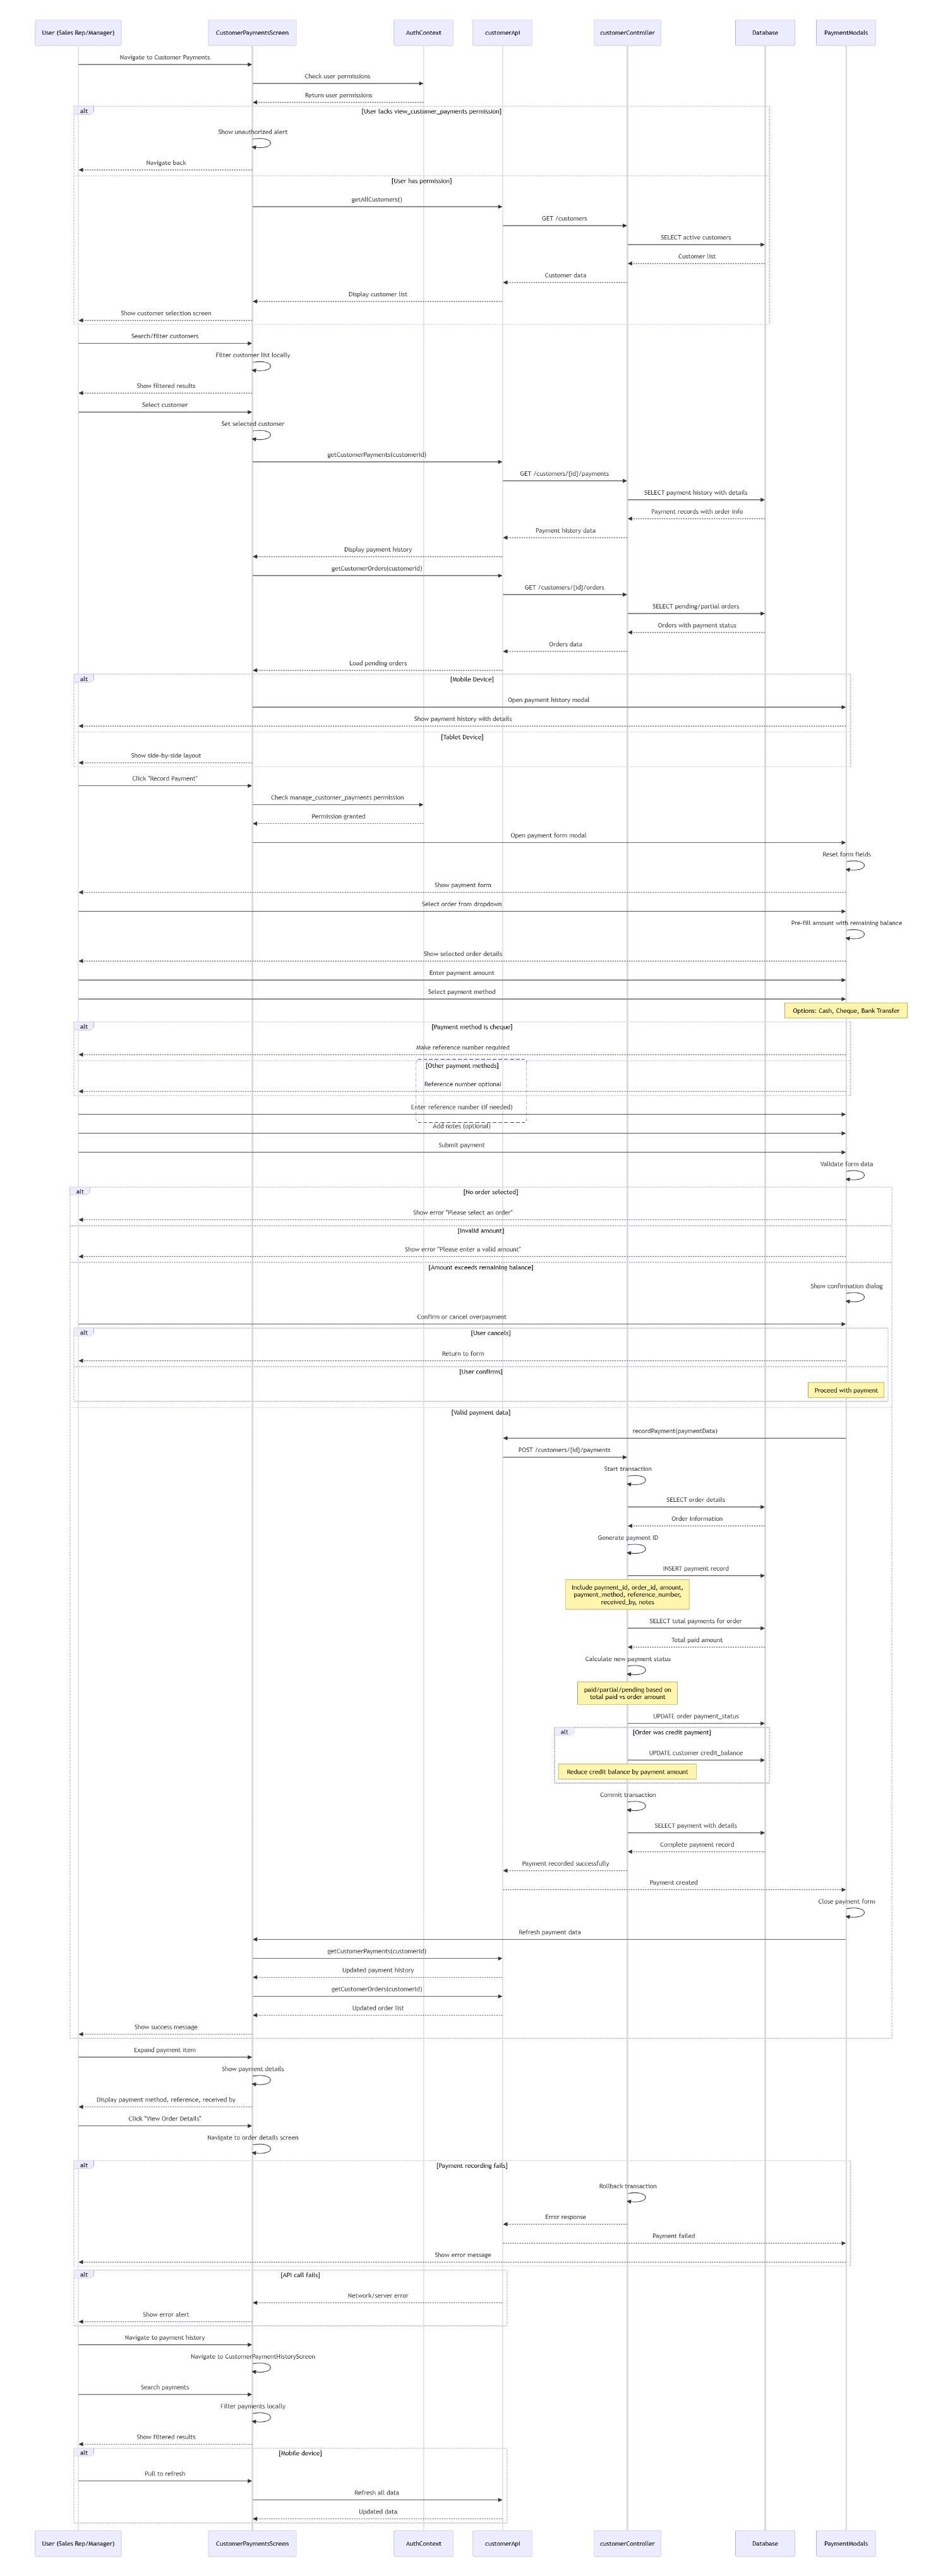 User (Sales Rep/Manager)
CustomerPaymentsScreen
AuthContext
customerApi
customerController
Database
PaymentModals
Navigate to Customer Payments
Check user permissions
Return user permissions
alt
[User lacks view_customer_payments permission]
Show unauthorized alert
Navigate back
[User has permission]
getAllCustomers()
GET /customers
SELECT active customers
Customer list
Customer data
Display customer list
Show customer selection screen
Search/filter customers
Filter customer list locally
Show filtered results
Select customer
Set selected customer
getCustomerPayments(customerId)
GET /customers/{id}/payments
SELECT payment history with details
Payment records with order info
Payment history data
Display payment history
getCustomerOrders(customerId)
GET /customers/{id}/orders
SELECT pending/partial orders
Orders with payment status
Orders data
Load pending orders
alt
[Mobile Device]
Open payment history modal
Show payment history with details
[Tablet Device]
Show side-by-side layout
Click "Record Payment"
Check manage_customer_payments permission
Permission granted
Open payment form modal
Reset form fields
Show payment form
Select order from dropdown
Pre-fill amount with remaining balance
Show selected order details
Enter payment amount
Select payment method
Options: Cash, Cheque, Bank Transfer
alt
[Payment method is cheque]
Make reference number required
[Other payment methods]
Reference number optional
Enter reference number (if needed)
Add notes (optional)
Submit payment
Validate form data
alt
[No order selected]
Show error "Please select an order"
[Invalid amount]
Show error "Please enter a valid amount"
[Amount exceeds remaining balance]
Show confirmation dialog
Confirm or cancel overpayment
alt
[User cancels]
Return to form
[User confirms]
Proceed with payment
[Valid payment data]
recordPayment(paymentData)
POST /customers/{id}/payments
Start transaction
SELECT order details
Order information
Generate payment ID
INSERT payment record
Include payment_id, order_id, amount,
payment_method, reference_number,
received_by, notes
SELECT total payments for order
Total paid amount
Calculate new payment status
paid/partial/pending based on
total paid vs order amount
UPDATE order payment_status
alt
[Order was credit payment]
UPDATE customer credit_balance
Reduce credit balance by payment amount
Commit transaction
SELECT payment with details
Complete payment record
Payment recorded successfully
Payment created
Close payment form
Refresh payment data
getCustomerPayments(customerId)
Updated payment history
getCustomerOrders(customerId)
Updated order list
Show success message
Expand payment item
Show payment details
Display payment method, reference, received by
Click "View Order Details"
Navigate to order details screen
alt
[Payment recording fails]
Rollback transaction
Error response
Payment failed
Show error message
alt
[API call fails]
Network/server error
Show error alert
Navigate to payment history
Navigate to CustomerPaymentHistoryScreen
Search payments
Filter payments locally
Show filtered results
alt
[Mobile device]
Pull to refresh
Refresh all data
Updated data
User (Sales Rep/Manager)
CustomerPaymentsScreen
AuthContext
customerApi
customerController
Database
PaymentModals